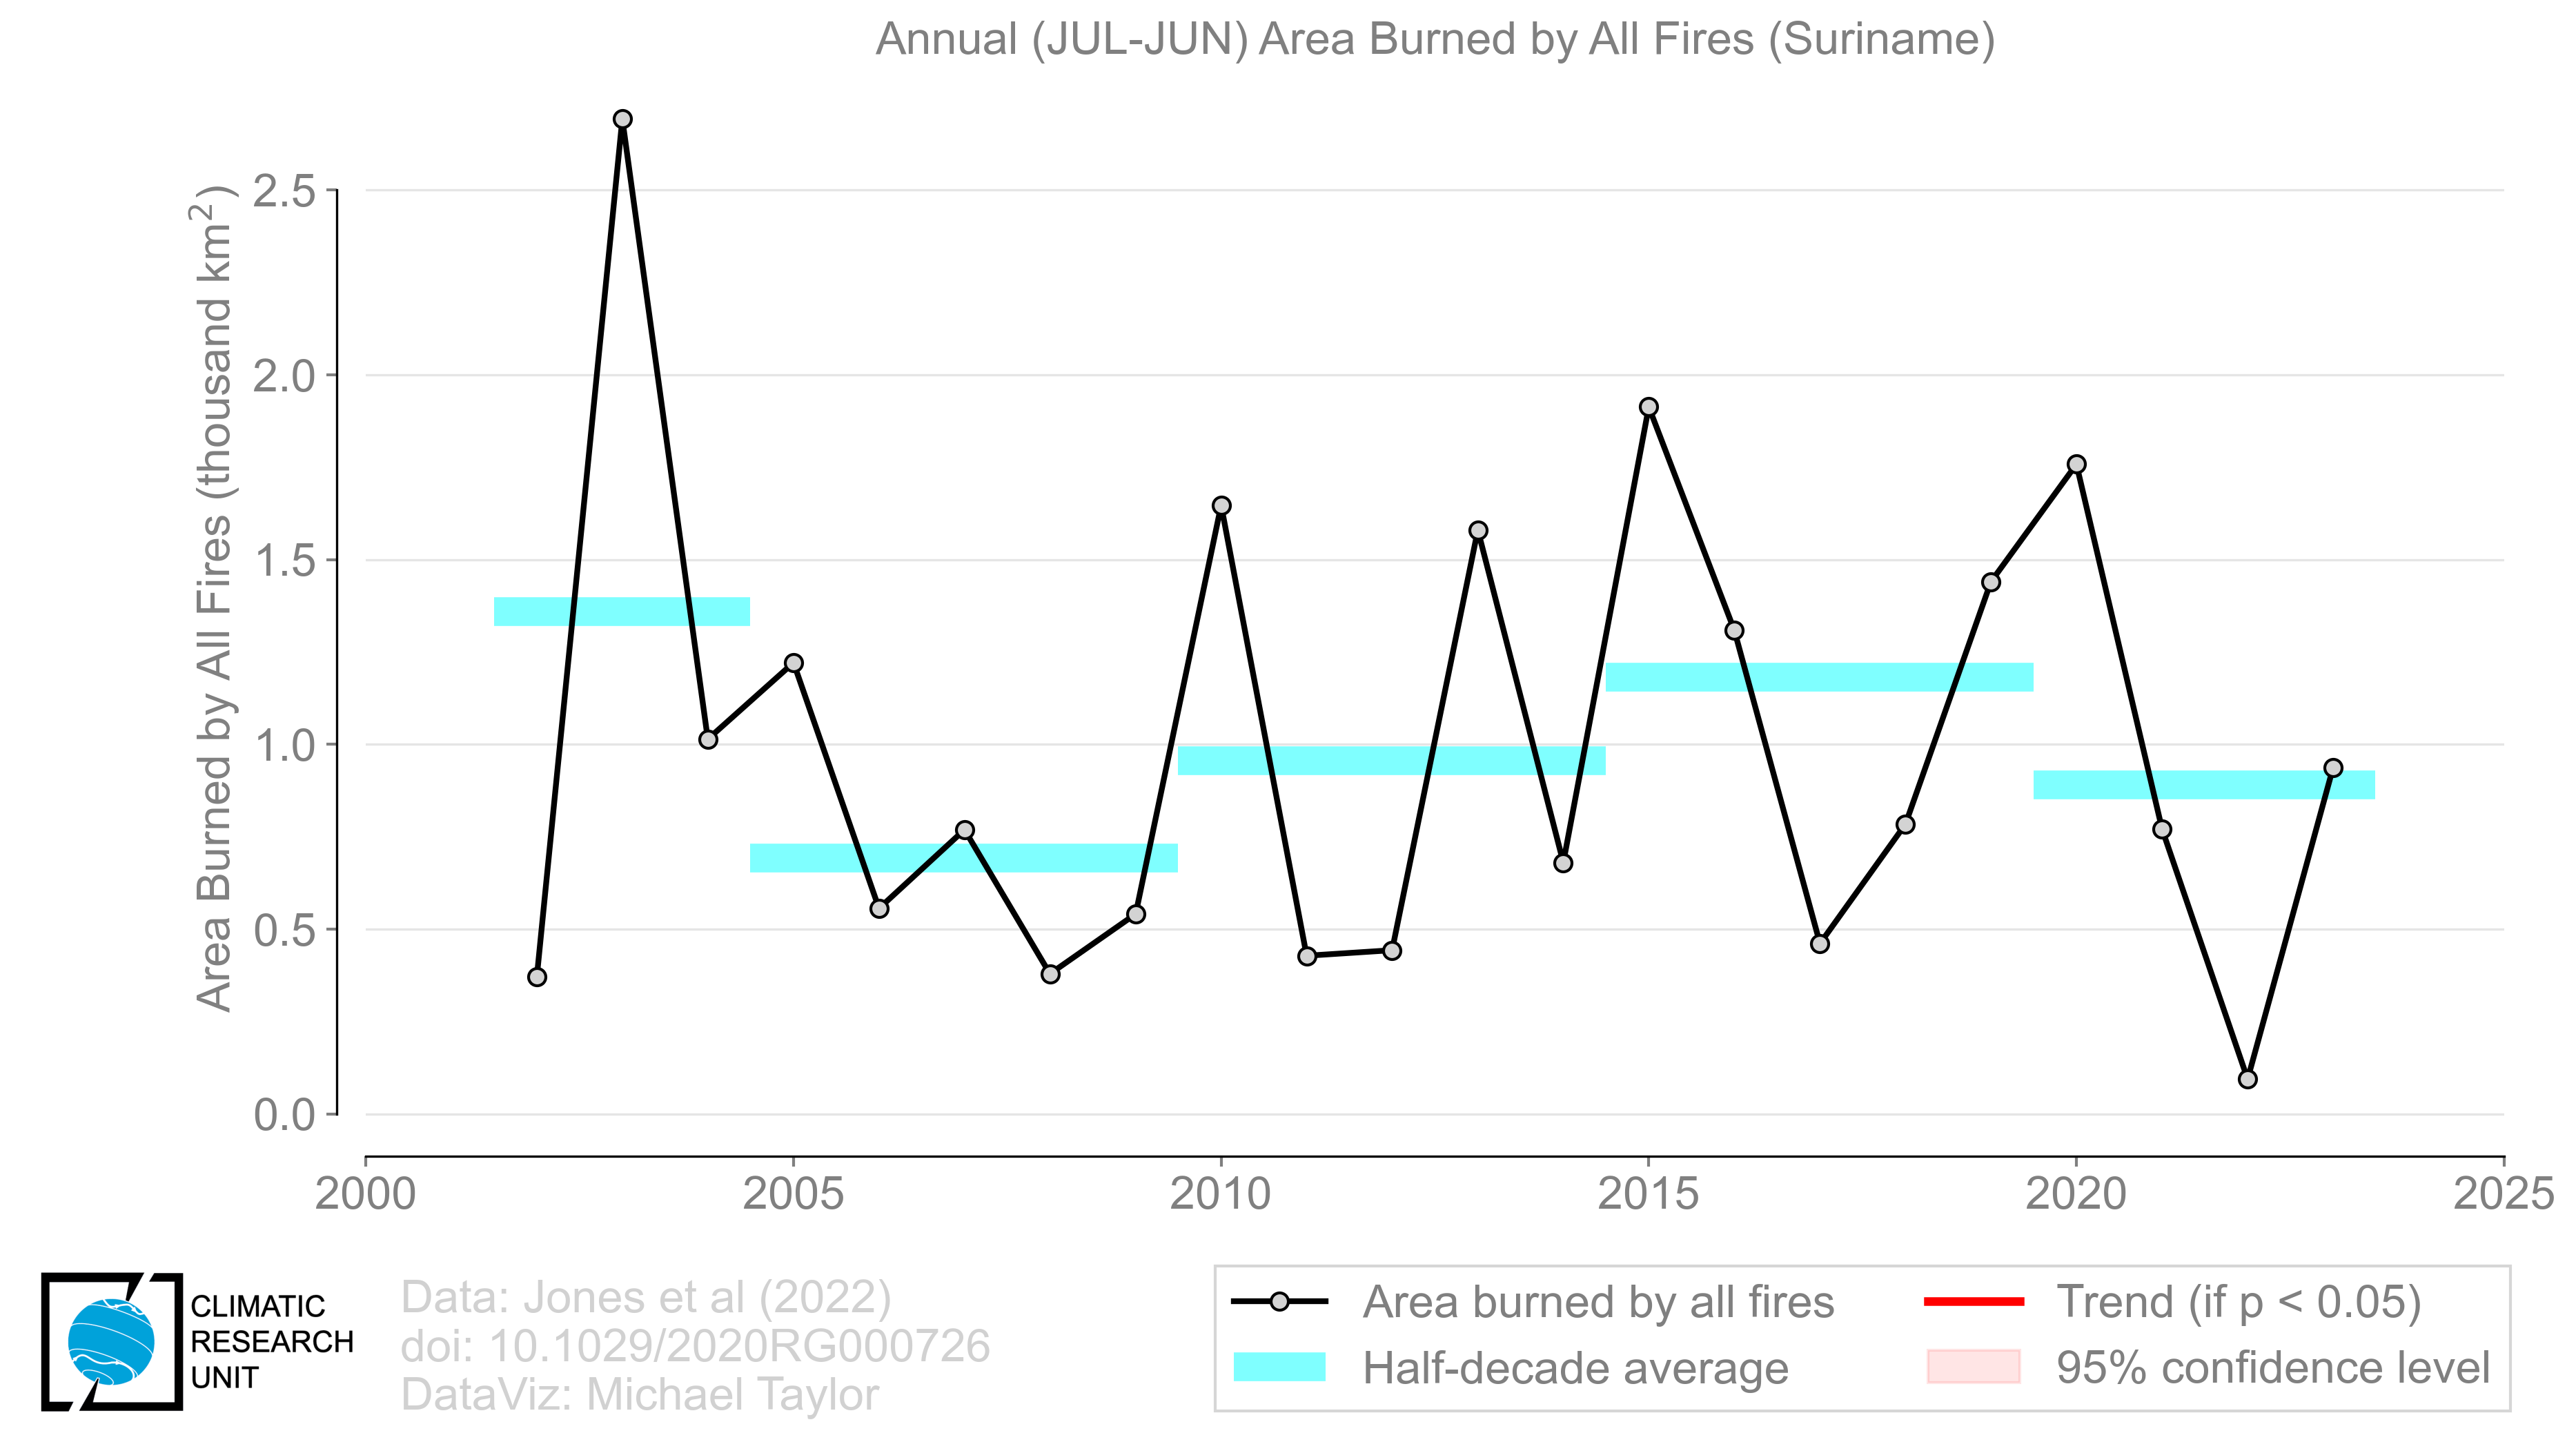 Annual (JUL-JUN) Area Burned by All Fires (Suriname)
Area Burned by All Fires (thousand km²)
2.5
2.0
1.5
1.0
0.5
0.0
2000
2005
2010
2015
2020
2025
CLIMATIC
RESEARCH
UNIT
Data: Jones et al (2022)
doi: 10.1029/2020RG000726
DataViz: Michael Taylor
Area burned by all fires
Half-decade average
Trend (if p < 0.05)
95% confidence level